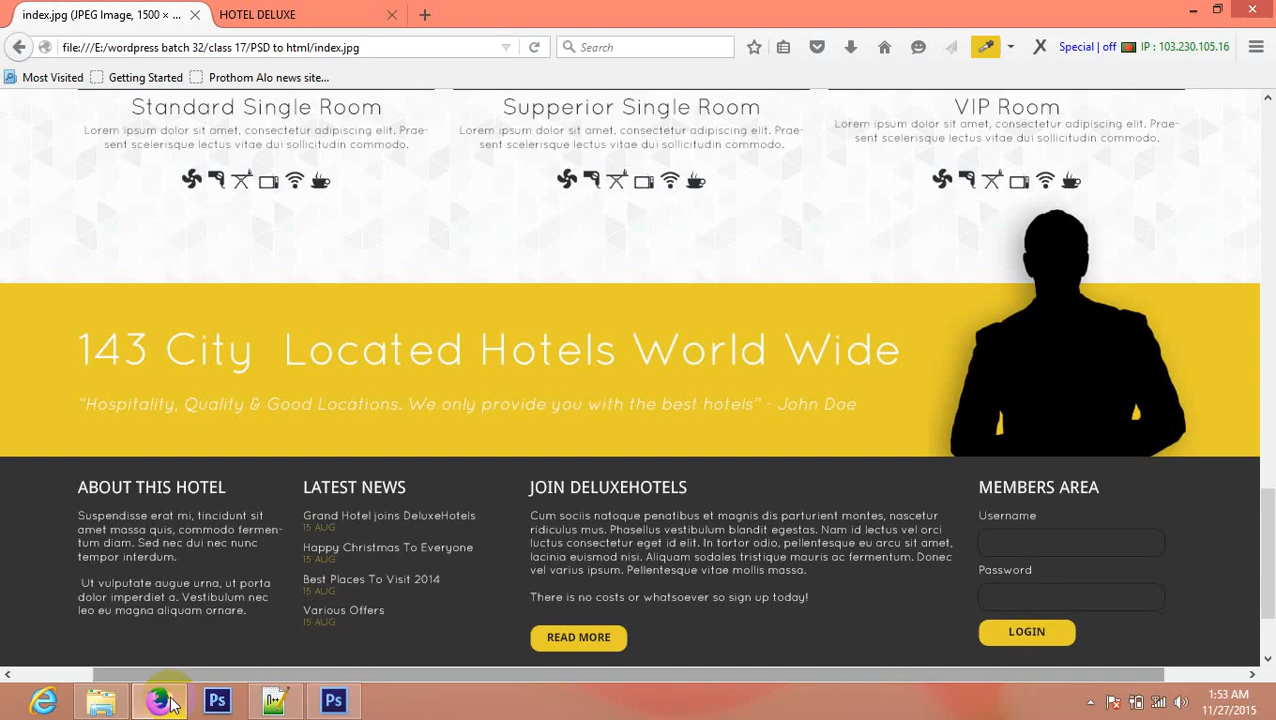 index.jpg (JPEG Image, 1500 × ...
HOTEL DELUXE
file:///E:/wordpress batch 32/class 17/PSD to html/index.jpg
Search
Special | off
IP : 103.230.105.16
Most Visited
Getting Started
Prothom Alo news site...
Standard Single Room
Lorem ipsum dolor sit amet, consectetur adipiscing elit. Prae-
sent scelerisque lectus vitae dui sollicitudin commodo.
Supperior Single Room
Lorem ipsum dolor sit amet, consectetur adipiscing elit. Prae-
sent scelerisque lectus vitae dui sollicitudin commodo.
VIP Room
Lorem ipsum dolor sit amet, consectetur adipiscing elit. Prae-
sent scelerisque lectus vitae dui sollicitudin commodo.
143 City Located Hotels World Wide
"Hospitality, Quality & Good Locations. We only provide you with the best hotels" - John Doe
ABOUT THIS HOTEL
Suspendisse erat mi, tincidunt sit
amet massa quis, commodo fermen-
tum diam. Sed nec dui nec nunc
tempor interdum.
Ut vulputate augue urna, ut porta
dolor imperdiet a. Vestibulum nec
leo eu magna aliquam ornare.
LATEST NEWS
Grand Hotel joins DeluxeHotels
15 AUG
Happy Christmas To Everyone
15 AUG
Best Places To Visit 2014
15 AUG
Various Offers
15 AUG
JOIN DELUXEHOTELS
Cum sociis natoque penatibus et magnis dis parturient montes, nascetur
ridiculus mus. Phasellus vestibulum blandit egestas. Nam id lectus vel orci
luctus consectetur eget id elit. In tortor odio, pellentesque eu arcu sit amet,
lacinia euismod nisi. Aliquam sodales tristique mauris ac fermentum. Donec
vel varius ipsum. Pellentesque vitae mollis massa.
There is no costs or whatsoever so sign up today!
READ MORE
MEMBERS AREA
Username
Password
LOGIN
Ps
Ps
1:53 AM
11/27/2015